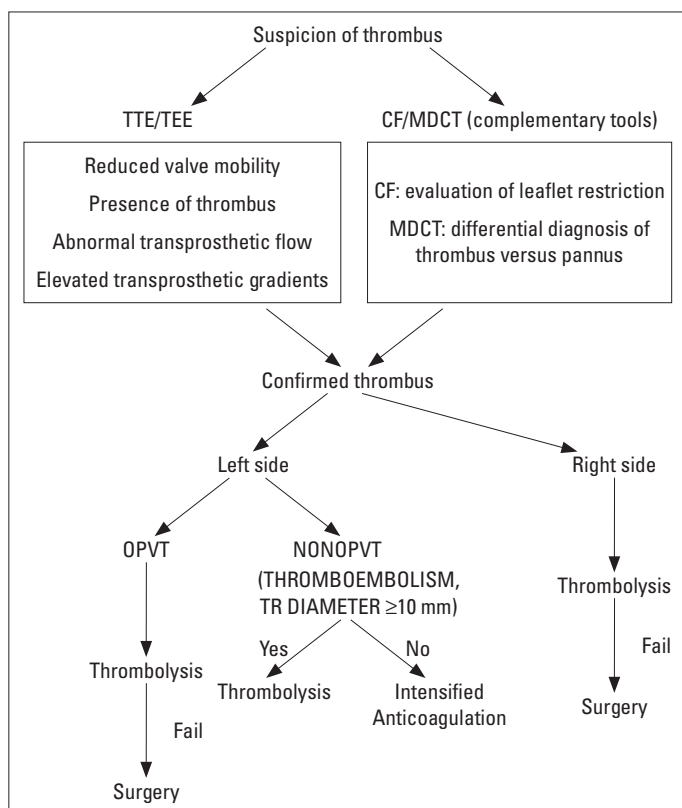 Suspicion of thrombus
TTE/TEE
CF/MDCT (complementary tools)
Reduced valve mobility
Presence of thrombus
Abnormal transprosthetic flow
Elevated transprosthetic gradients
CF: evaluation of leaflet restriction
MDCT: differential diagnosis of
thrombus versus pannus
Confirmed thrombus
Left side
Right side
OPVT
NONOPVT
(THROMBOEMBOLISM,
TR DIAMETER ≥10 mm)
Thrombolysis
Yes
No
Fail
Thrombolysis
Thrombolysis
Intensified
Anticoagulation
Surgery
Fail
Surgery